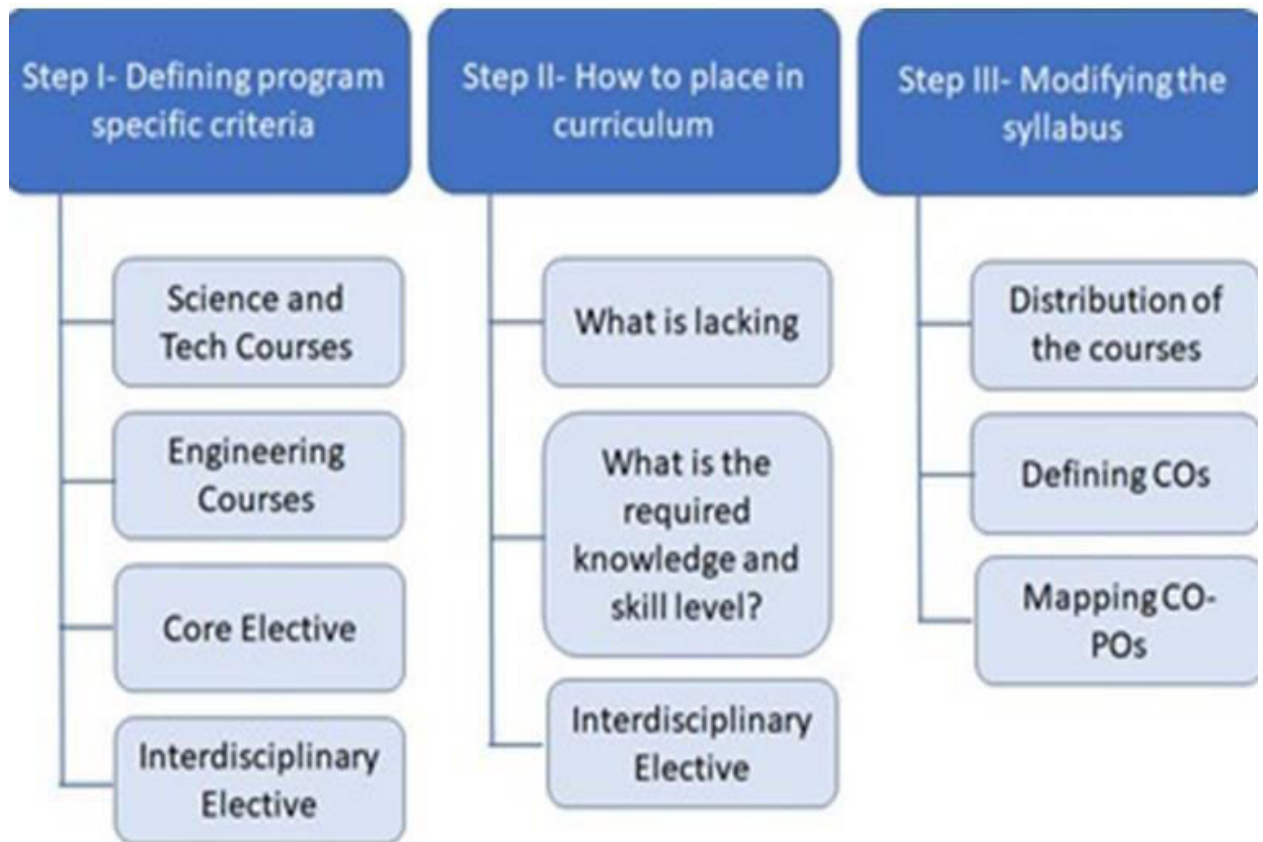 Step I- Defining program
specific criteria
Science and
Tech Courses
Engineering
Courses
Core Elective
Interdisciplinary
Elective
Step II- How to place in
curriculum
What is lacking
What is the
required
knowledge and
skill level?
Interdisciplinary
Elective
Step III- Modifying the
syllabus
Distribution of
the courses
Defining COs
Mapping CO-
POs